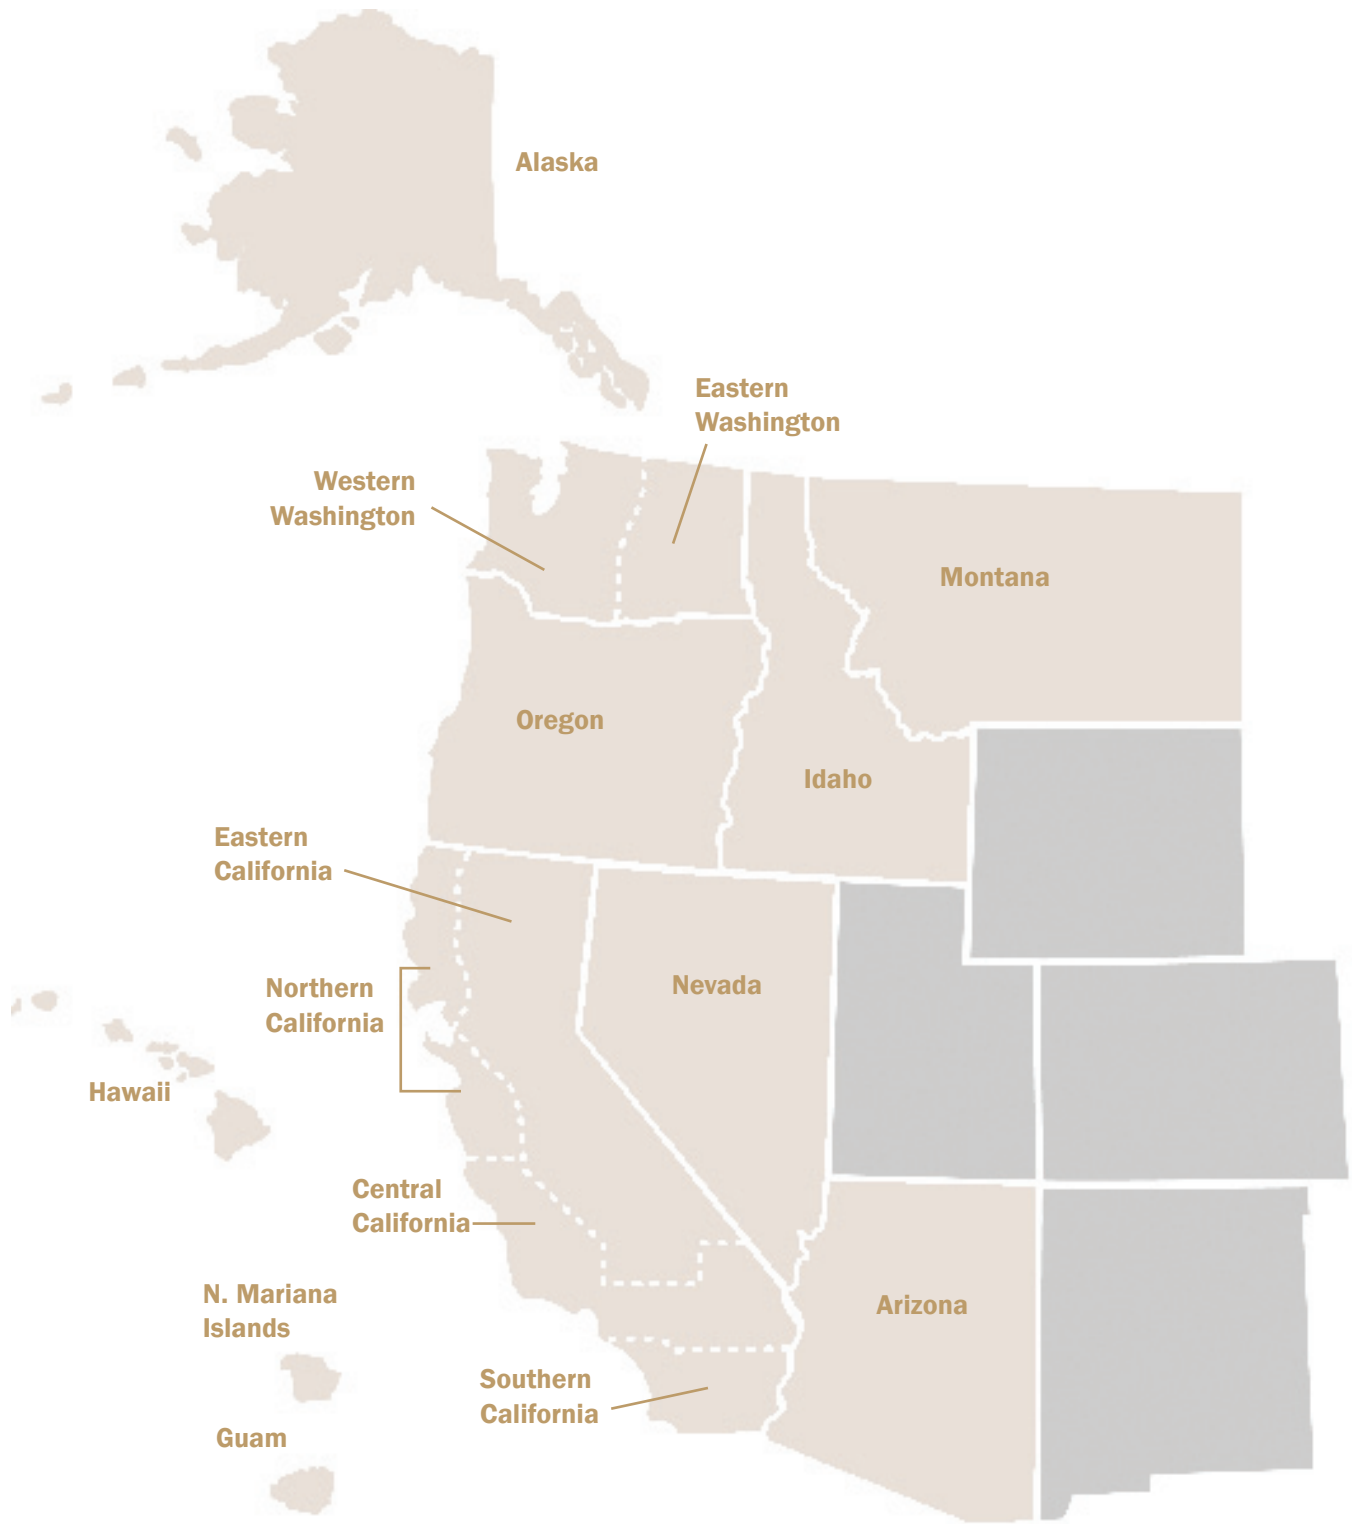 Alaska
Eastern
Washington
Western
Washington
Montana
Oregon
Idaho
Eastern
California
Nevada
Northern
California
Hawaii
Central
California
N. Mariana
Islands
Arizona
Southern
California
Guam